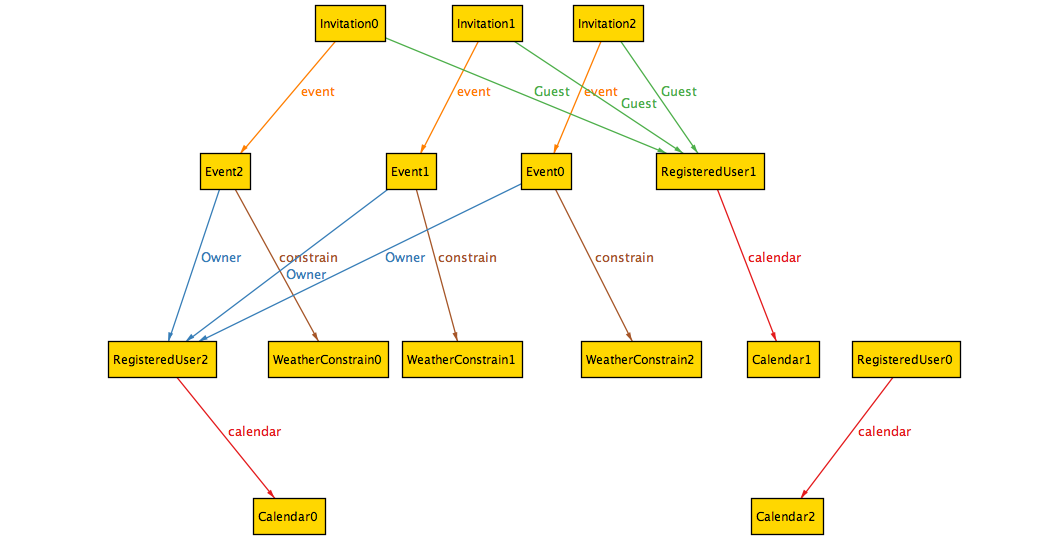 Invitation0
Invitation1
Invitation2
event
event
Guest
event
Guest
Guest
Event2
Event1
Event0
RegisteredUser1
Owner
constrain
Owner
Owner
constrain
constrain
calendar
RegisteredUser2
WeatherConstrain0
WeatherConstrain1
WeatherConstrain2
Calendar1
RegisteredUser0
calendar
calendar
Calendar0
Calendar2